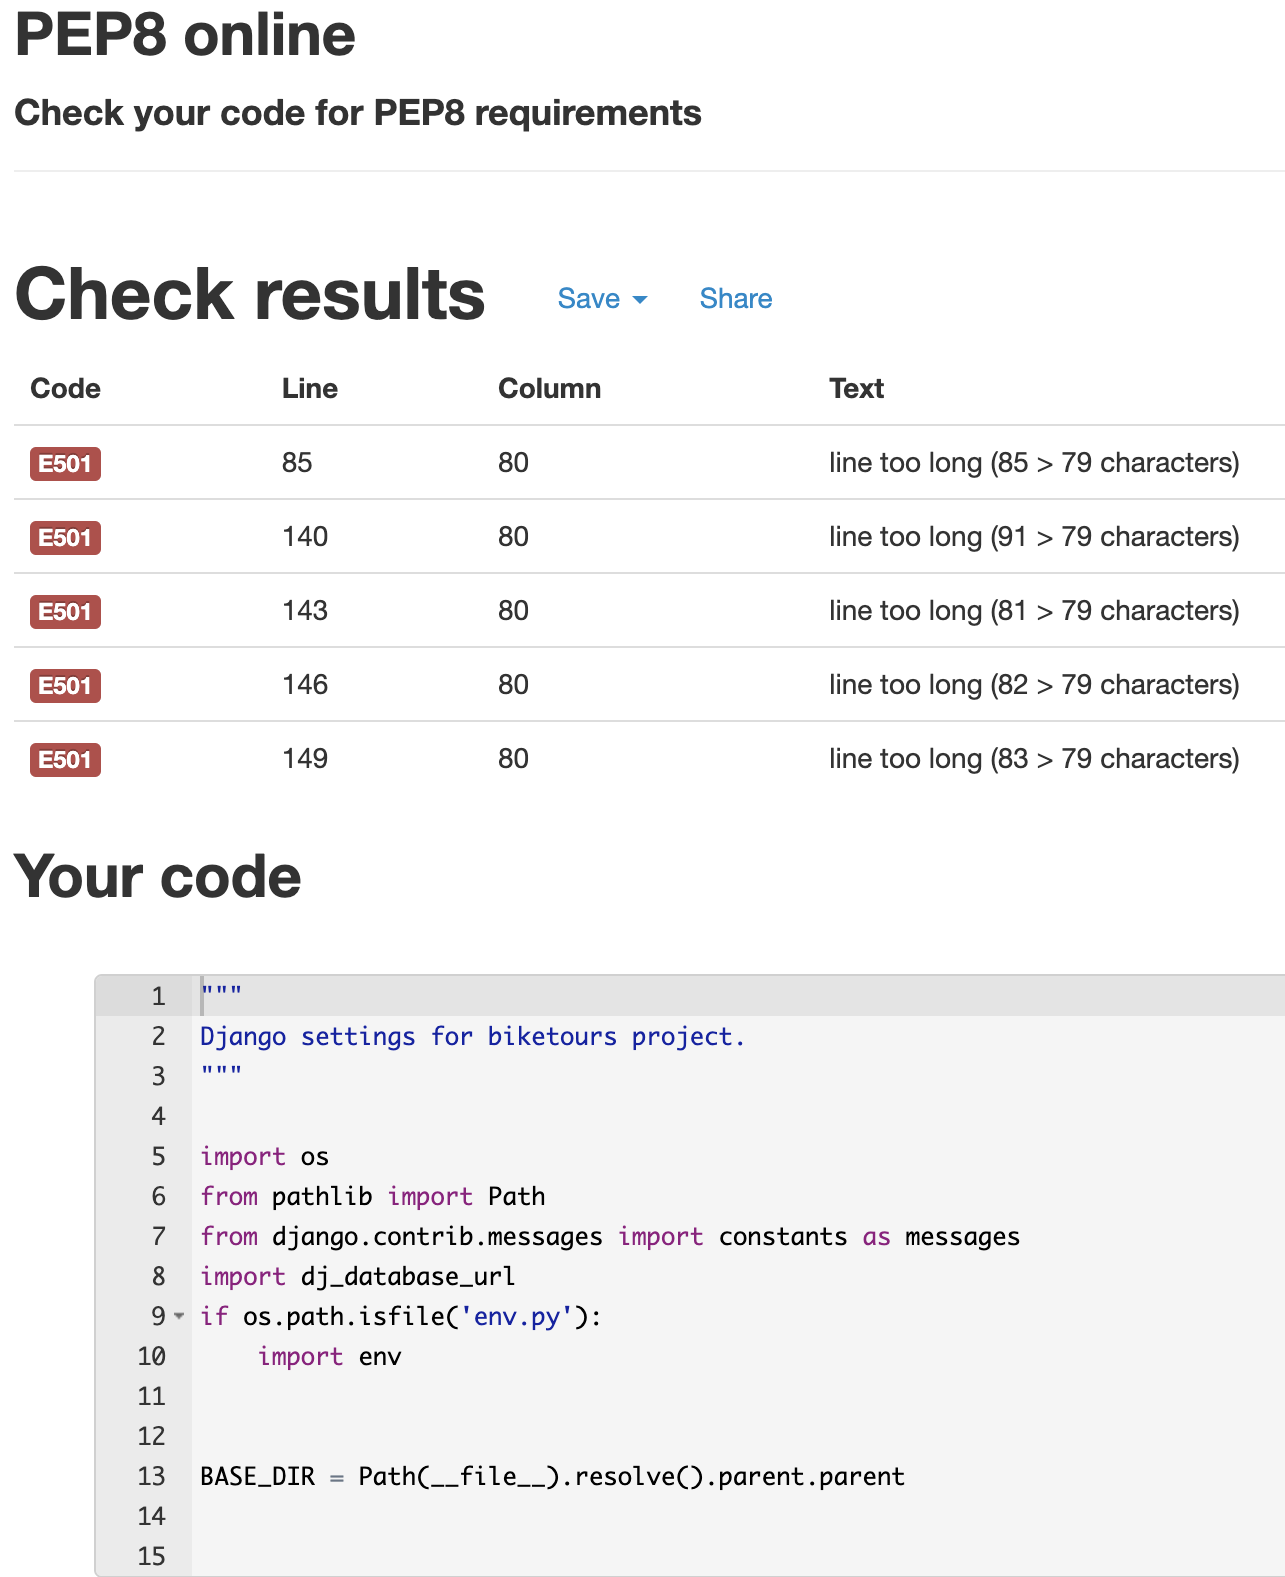 PEP8 online
Check your code for PEP8 requirements
Check results Save Share
Code Line Column Text
E501 85 80 line too long (85 > 79 characters)
E501 140 80 line too long (91 > 79 characters)
E501 143 80 line too long (81 > 79 characters)
E501 146 80 line too long (82 > 79 characters)
E501 149 80 line too long (83 > 79 characters)
Your code
1 """
2 Django settings for biketours project.
3 """
4
5 import os
6 from pathlib import Path
7 from django.contrib.messages import constants as messages
8 import dj_database_url
9 if os.path.isfile('env.py'):
10     import env
11
12
13 BASE_DIR = Path(__file__).resolve().parent.parent
14
15